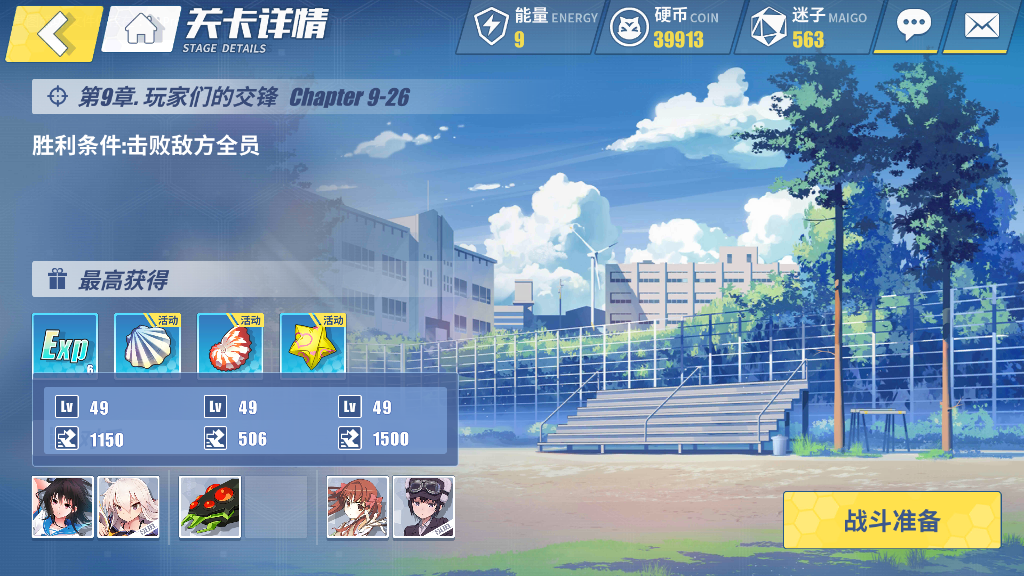 关卡详情
STAGE DETAILS
能量 ENERGY
9
硬币 COIN
39913
迷子 MAIGO
563
第9章.玩家们的交锋 Chapter 9-26
胜利条件:击败敌方全员
最高获得
活动 活动 活动
Exp
6
Lv 49 Lv 49 Lv 49
1150 506 1500
战斗准备